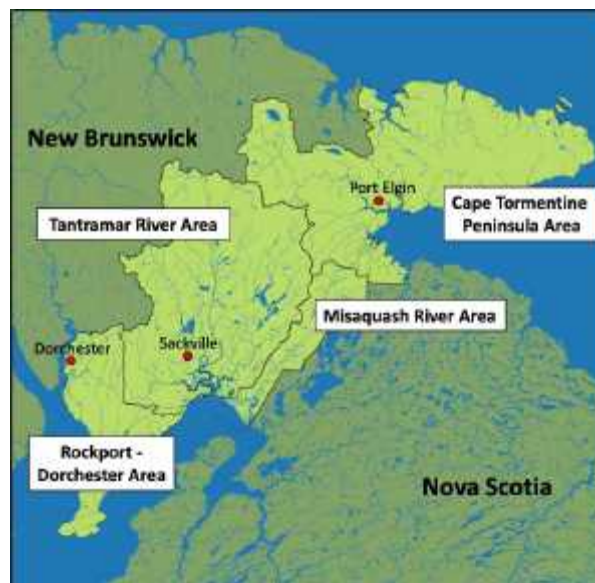 New Brunswick
Port Elgin
Cape Tormentine
Peninsula Area
Tantramar River Area
Misaquash River Area
Dorchester
Sackville
Rockport -
Dorchester Area
Nova Scotia